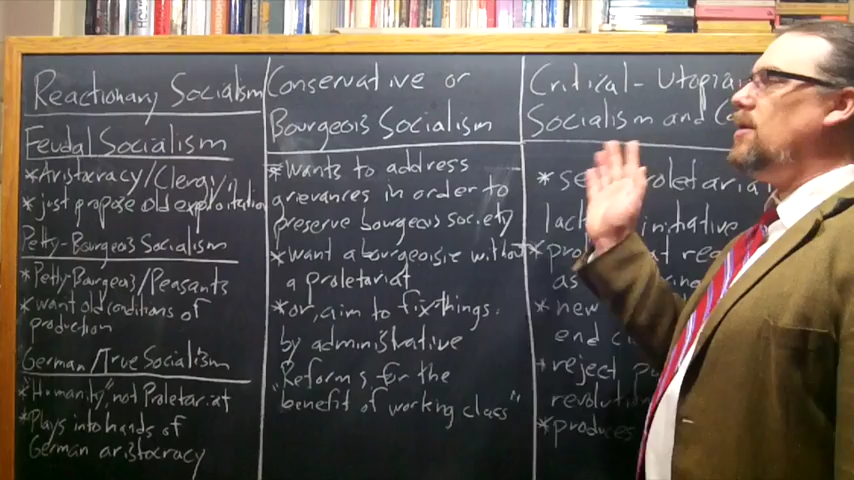 Reactionary Socialism
Feudal Socialism
*Aristocracy/Clergy
*just propose old exploitation
Petty-Bourgeois Socialism
*Petty-Bourgeois/Peasants
*want old conditions of
production
German/True Socialism
*"Humanity", not Proletariat
*Plays into hands of
German aristocracy
Conservative or
Bourgeois Socialism
*Wants to address
grievances in order to
preserve bourgeois society
*want a bourgeoisie without
a proletariat
*or, aim to fix things
by administrative
"Reforms, for the
benefit of working class"
Critical-Utopian
Socialism and
* see proletaria
lack initiative
*
as
*new
end
*reject
revolution
*produces